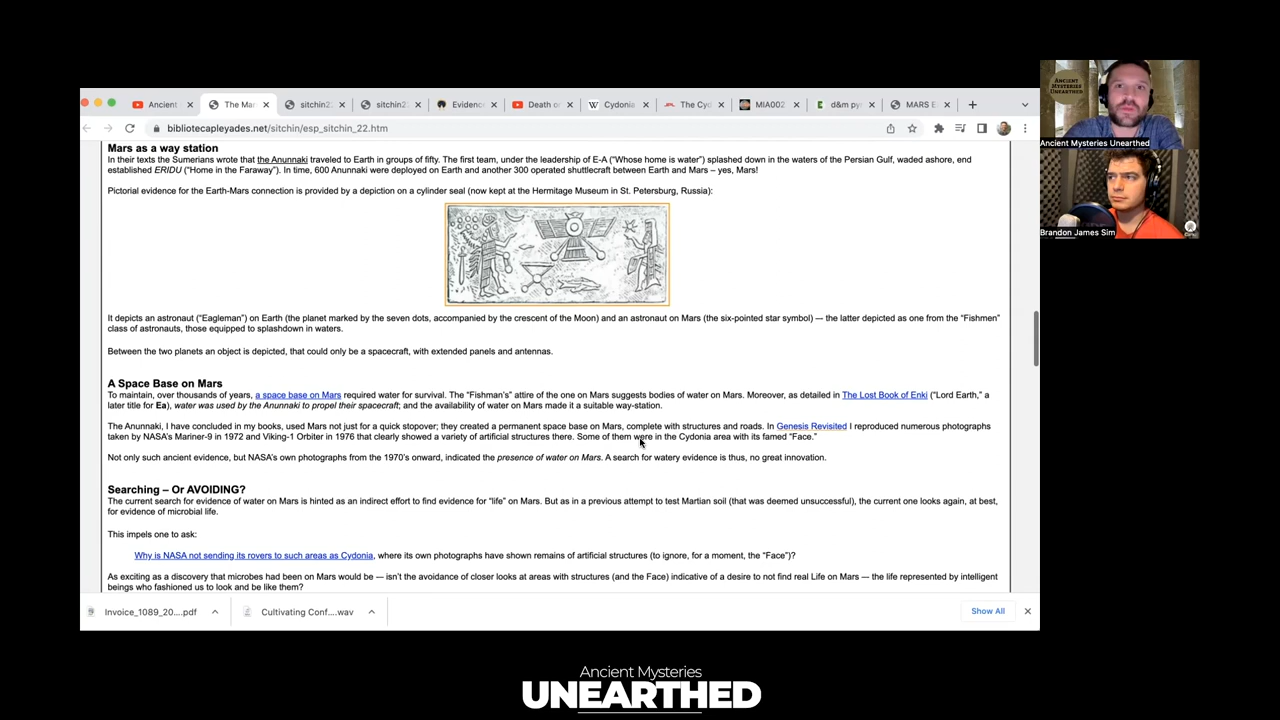 Ancient
The Mar
sitchin2
sitchin2
Evidenc
Death o
Cydonia
The Cyd
MIA002
d&m pyr
MARS E
bibliotecapleyades.net/sitchin/esp_sitchin_22.htm
ANCIENT
MYSTERIES
UNEARTHED
Ancient Mysteries Unearthed
Brandon James Sim
Mars as a way station
In their texts the Sumerians wrote that the Anunnaki traveled to Earth in groups of fifty. The first team, under the leadership of E-A ("Whose home is water") splashed down in the waters of the Persian Gulf, waded ashore, end
established ERIDU ("Home in the Faraway"). In time, 600 Anunnaki were deployed on Earth and another 300 operated shuttlecraft between Earth and Mars – yes, Mars!
Pictorial evidence for the Earth-Mars connection is provided by a depiction on a cylinder seal (now kept at the Hermitage Museum in St. Petersburg, Russia):
It depicts an astronaut ("Eagleman") on Earth (the planet marked by the seven dots, accompanied by the crescent of the Moon) and an astronaut on Mars (the six-pointed star symbol) — the latter depicted as one from the "Fishmen"
class of astronauts, those equipped to splashdown in waters.
Between the two planets an object is depicted, that could only be a spacecraft, with extended panels and antennas.
A Space Base on Mars
To maintain, over thousands of years, a space base on Mars required water for survival. The "Fishman's" attire of the one on Mars suggests bodies of water on Mars. Moreover, as detailed in The Lost Book of Enki ("Lord Earth," a
later title for Ea), water was used by the Anunnaki to propel their spacecraft; and the availability of water on Mars made it a suitable way-station.
The Anunnaki, I have concluded in my books, used Mars not just for a quick stopover; they created a permanent space base on Mars, complete with structures and roads. In Genesis Revisited I reproduced numerous photographs
taken by NASA's Mariner-9 in 1972 and Viking-1 Orbiter in 1976 that clearly showed a variety of artificial structures there. Some of them were in the Cydonia area with its famed "Face."
Not only such ancient evidence, but NASA's own photographs from the 1970's onward, indicated the presence of water on Mars. A search for watery evidence is thus, no great innovation.
Searching – Or AVOIDING?
The current search for evidence of water on Mars is hinted as an indirect effort to find evidence for "life" on Mars. But as in a previous attempt to test Martian soil (that was deemed unsuccessful), the current one looks again, at best,
for evidence of microbial life.
This impels one to ask:
Why is NASA not sending its rovers to such areas as Cydonia, where its own photographs have shown remains of artificial structures (to ignore, for a moment, the "Face")?
As exciting as a discovery that microbes had been on Mars would be — isn't the avoidance of closer looks at areas with structures (and the Face) indicative of a desire to not find real Life on Mars — the life represented by intelligent
beings who fashioned us to look and be like them?
Invoice_1089_20....pdf
Cultivating Conf....wav
Show All
Ancient Mysteries
UNEARTHED